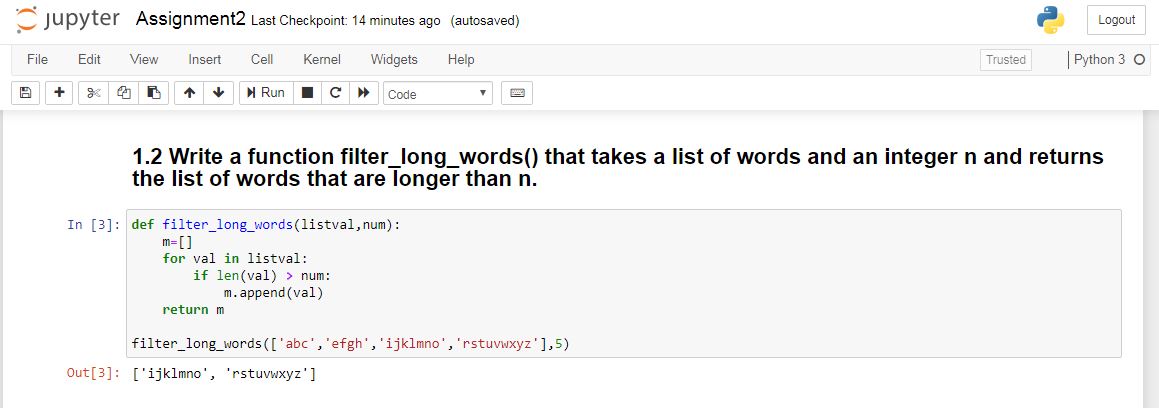 jupyter Assignment2 Last Checkpoint: 14 minutes ago (autosaved) Logout
File Edit View Insert Cell Kernel Widgets Help Trusted Python 3
Run Code
1.2 Write a function filter_long_words() that takes a list of words and an integer n and returns
the list of words that are longer than n.
In [3]: def filter_long_words(listval,num):
    m=[]
    for val in listval:
        if len(val) > num:
            m.append(val)
    return m
filter_long_words(['abc','efgh','ijklmno','rstuvwxyz'],5)
Out[3]: ['ijklmno', 'rstuvwxyz']